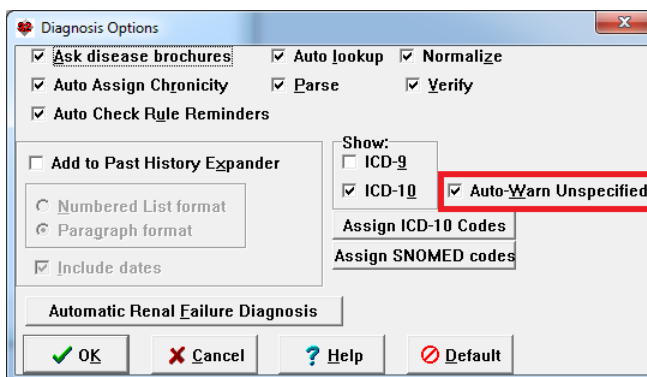 Diagnosis Options
Ask disease brochures Auto lookup Normalize
Auto Assign Chronicity Parse Verify
Auto Check Rule Reminders
Show:
Add to Past History Expander ICD-9
ICD-10 Auto-Warn Unspecified
Numbered List format Assign ICD-10 Codes
Paragraph format
Include dates Assign SNOMED codes
Automatic Renal Failure Diagnosis
OK Cancel Help Default